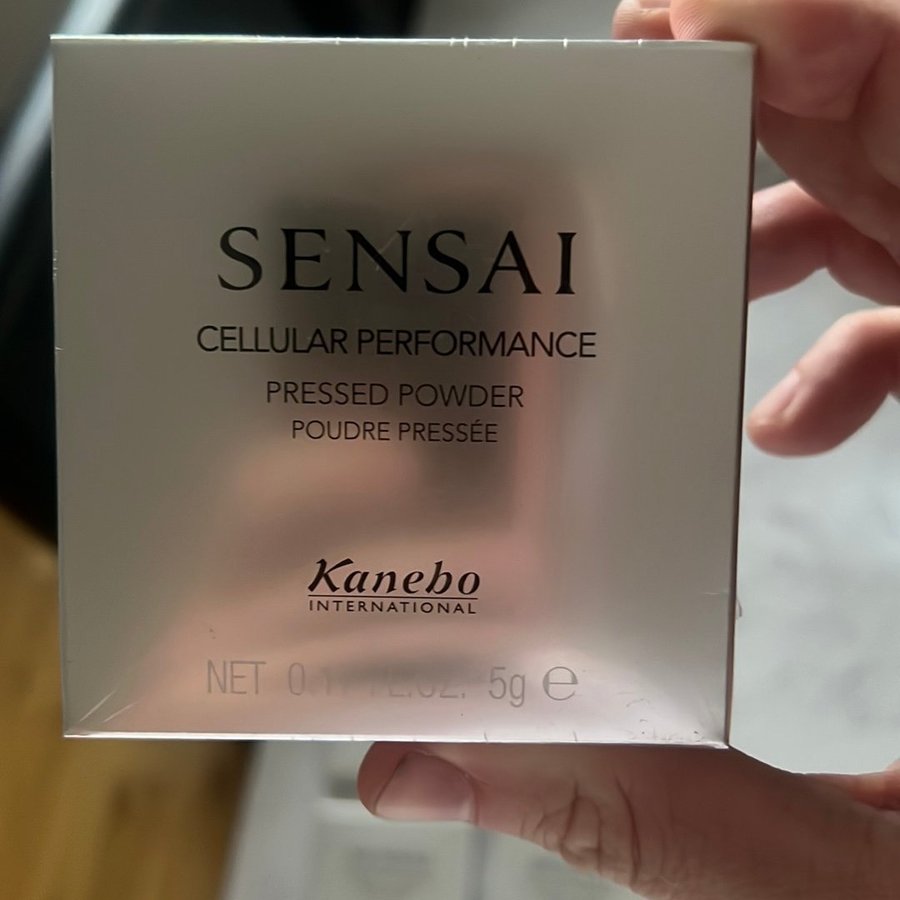 SENSAI
CELLULAR PERFORMANCE
PRESSED POWDER
POUDRE PRESSÉE
Kanebo
INTERNATIONAL
NET 5g ℮